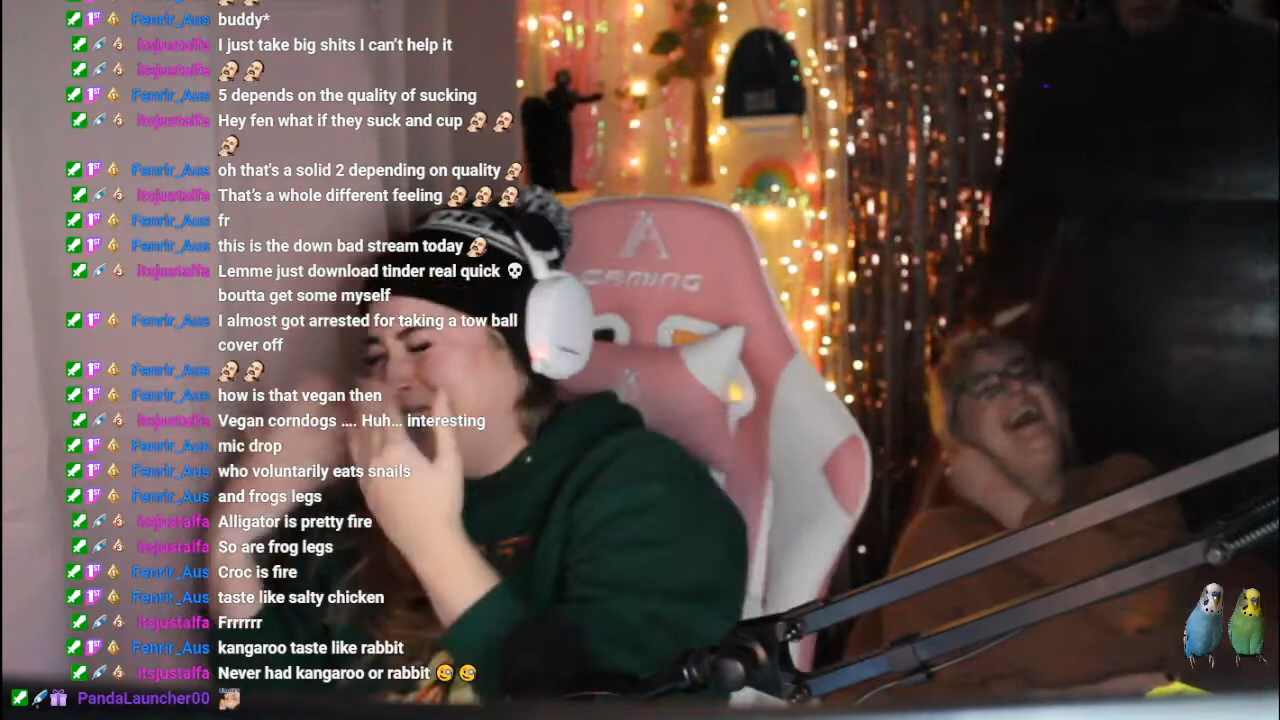 Fenrir_Aus buddy*
itsjustalfa I just take big shits I can't help it
itsjustalfa
Fenrir_Aus 5 depends on the quality of sucking
itsjustalfa Hey fen what if they suck and cup
Fenrir_Aus oh that's a solid 2 depending on quality
itsjustalfa That's a whole different feeling
Fenrir_Aus fr
Fenrir_Aus this is the down bad stream today
itsjustalfa Lemme just download tinder real quick 💀
boutta get some myself
Fenrir_Aus I almost got arrested for taking a tow ball
cover off
Fenrir_Aus
Fenrir_Aus how is that vegan then
itsjustalfa Vegan corndogs .... Huh... interesting
Fenrir_Aus mic drop
Fenrir_Aus who voluntarily eats snails
Fenrir_Aus and frogs legs
itsjustalfa Alligator is pretty fire
itsjustalfa So are frog legs
Fenrir_Aus Croc is fire
Fenrir_Aus taste like salty chicken
itsjustalfa Frrrrrr
Fenrir_Aus kangaroo taste like rabbit
itsjustalfa Never had kangaroo or rabbit
PandaLauncher00
GAMING